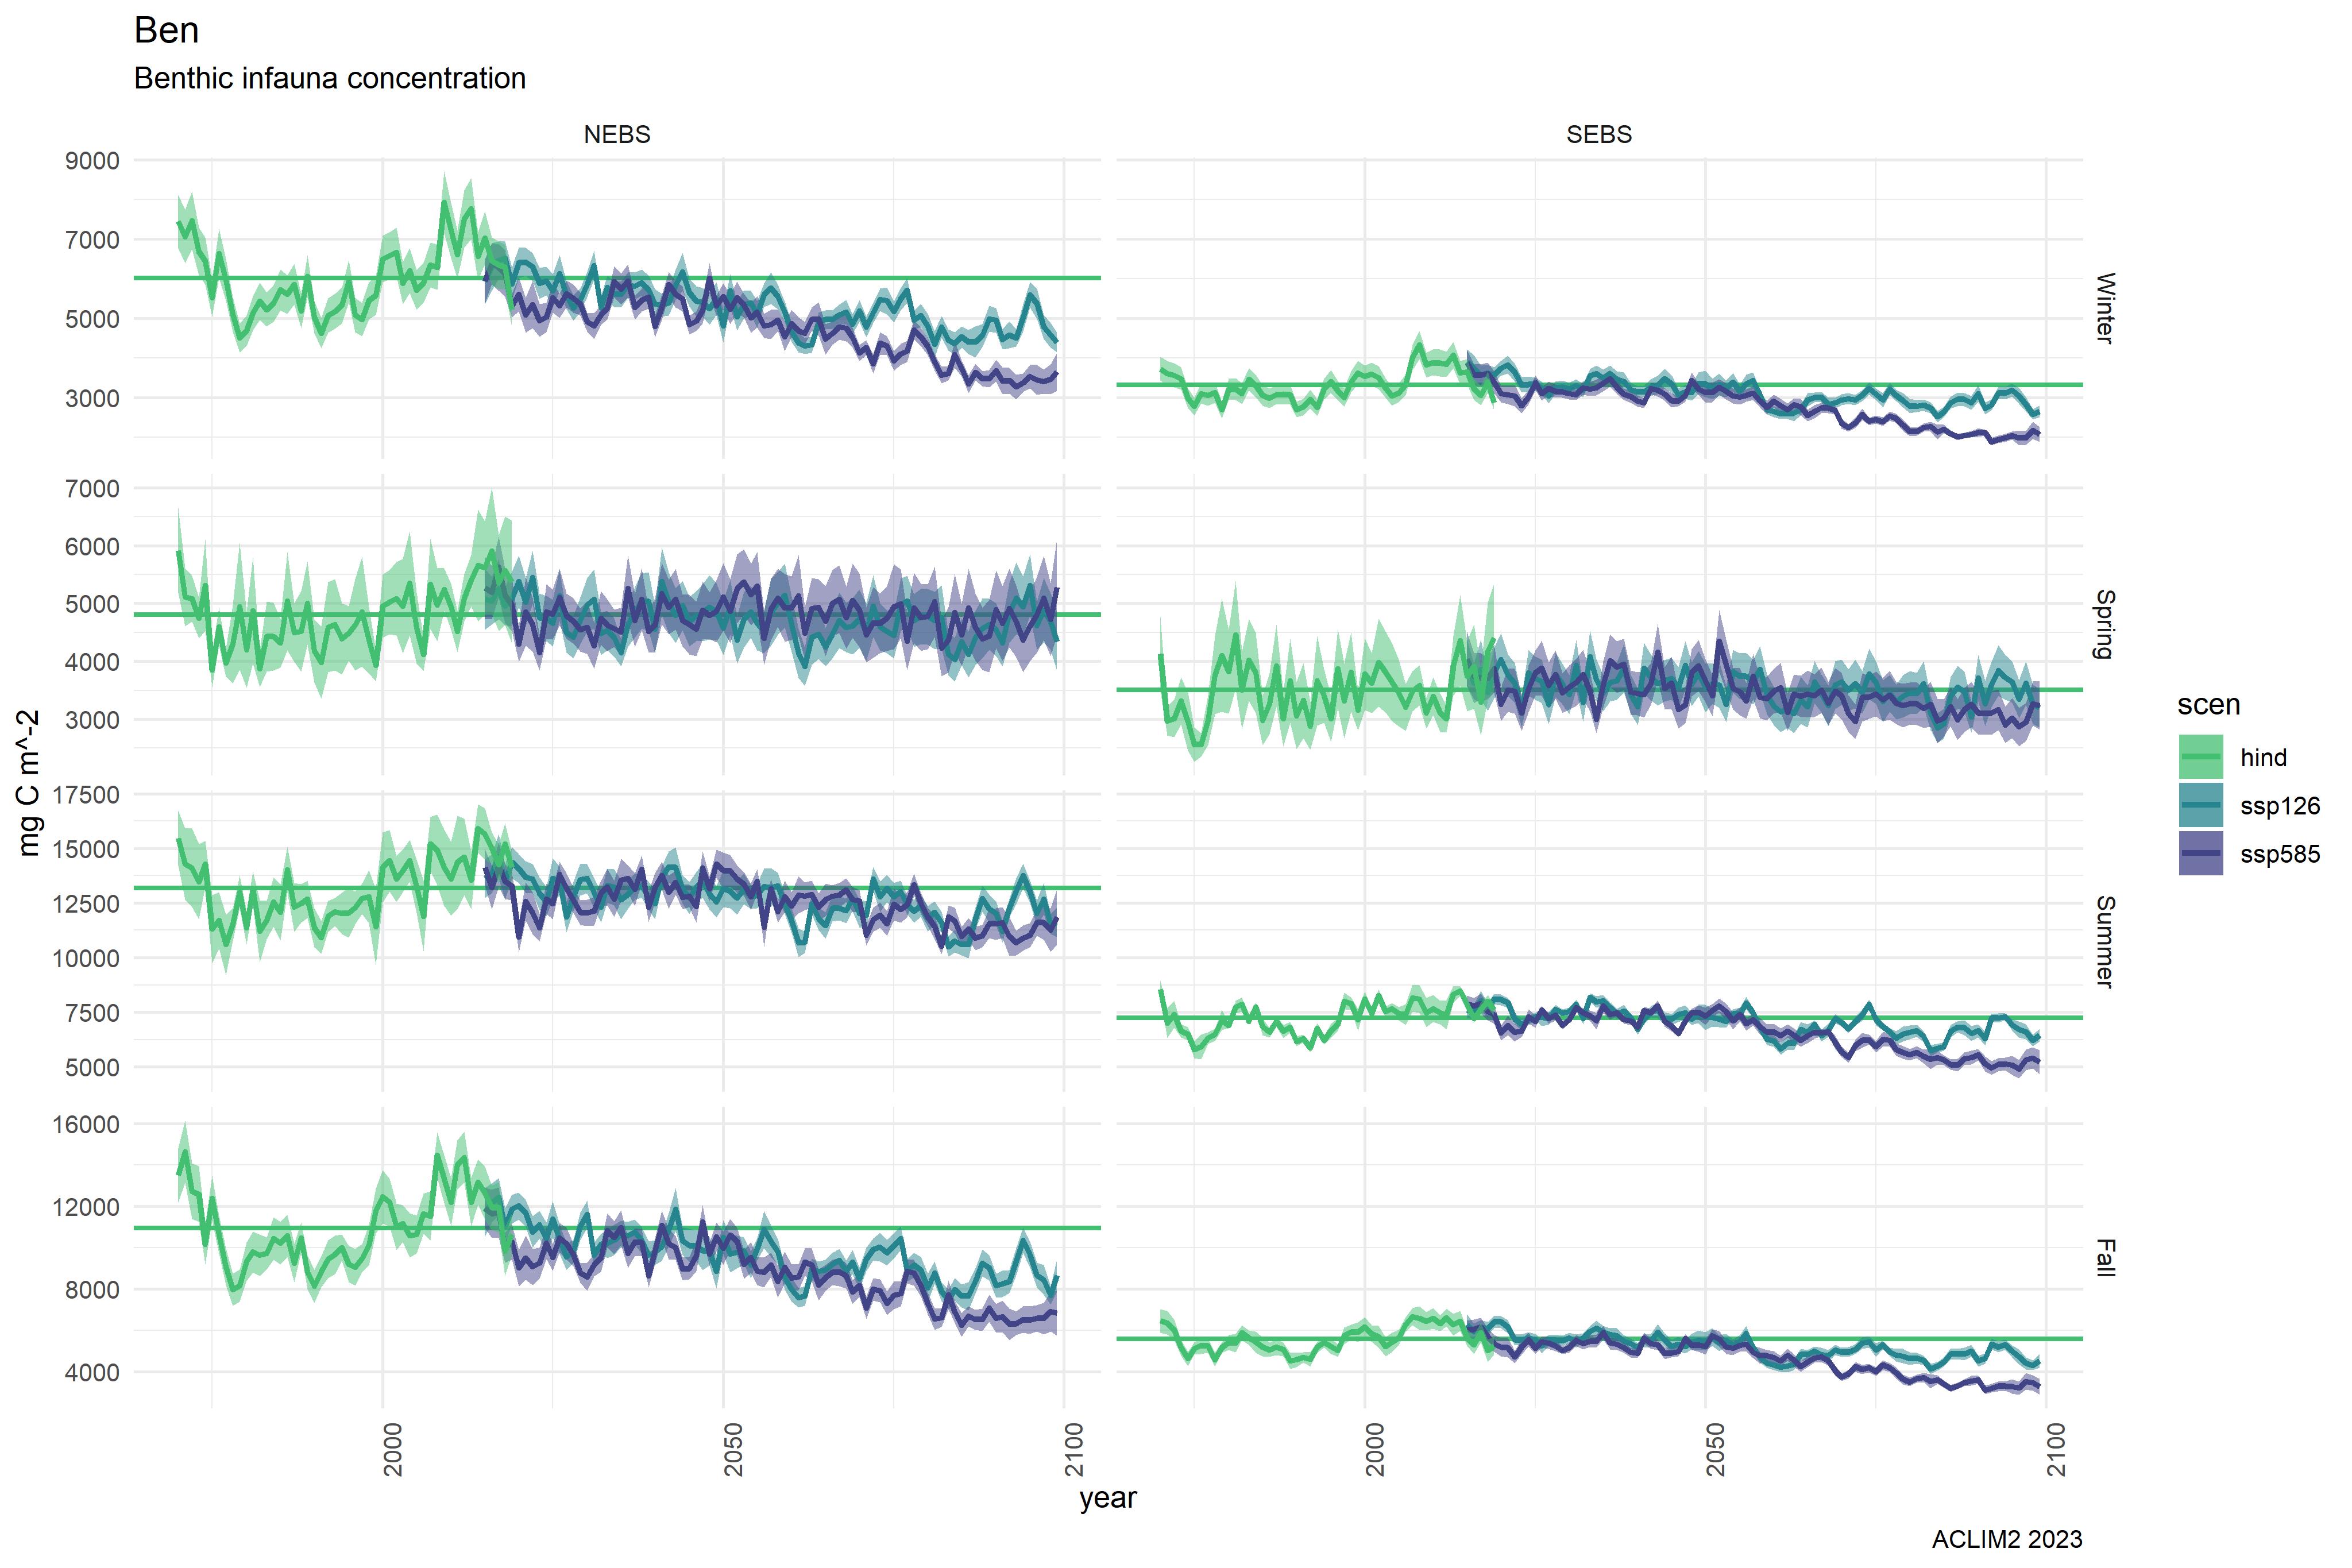 Ben
Benthic infauna concentration
NEBS
SEBS
9000
7000
5000
3000
Winter
7000
6000
5000
4000
3000
Spring
mg C m^-2
17500
15000
12500
10000
7500
5000
Summer
16000
12000
8000
4000
Fall
2000
2050
2100
2000
2050
2100
year
scen
hind
ssp126
ssp585
ACLIM2 2023